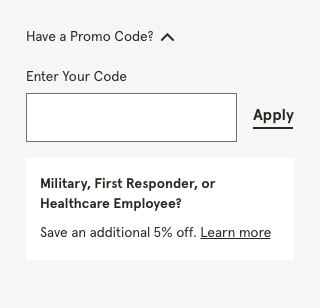 Have a Promo Code?
Enter Your Code
Apply
Military, First Responder, or
Healthcare Employee?
Save an additional 5% off. Learn more